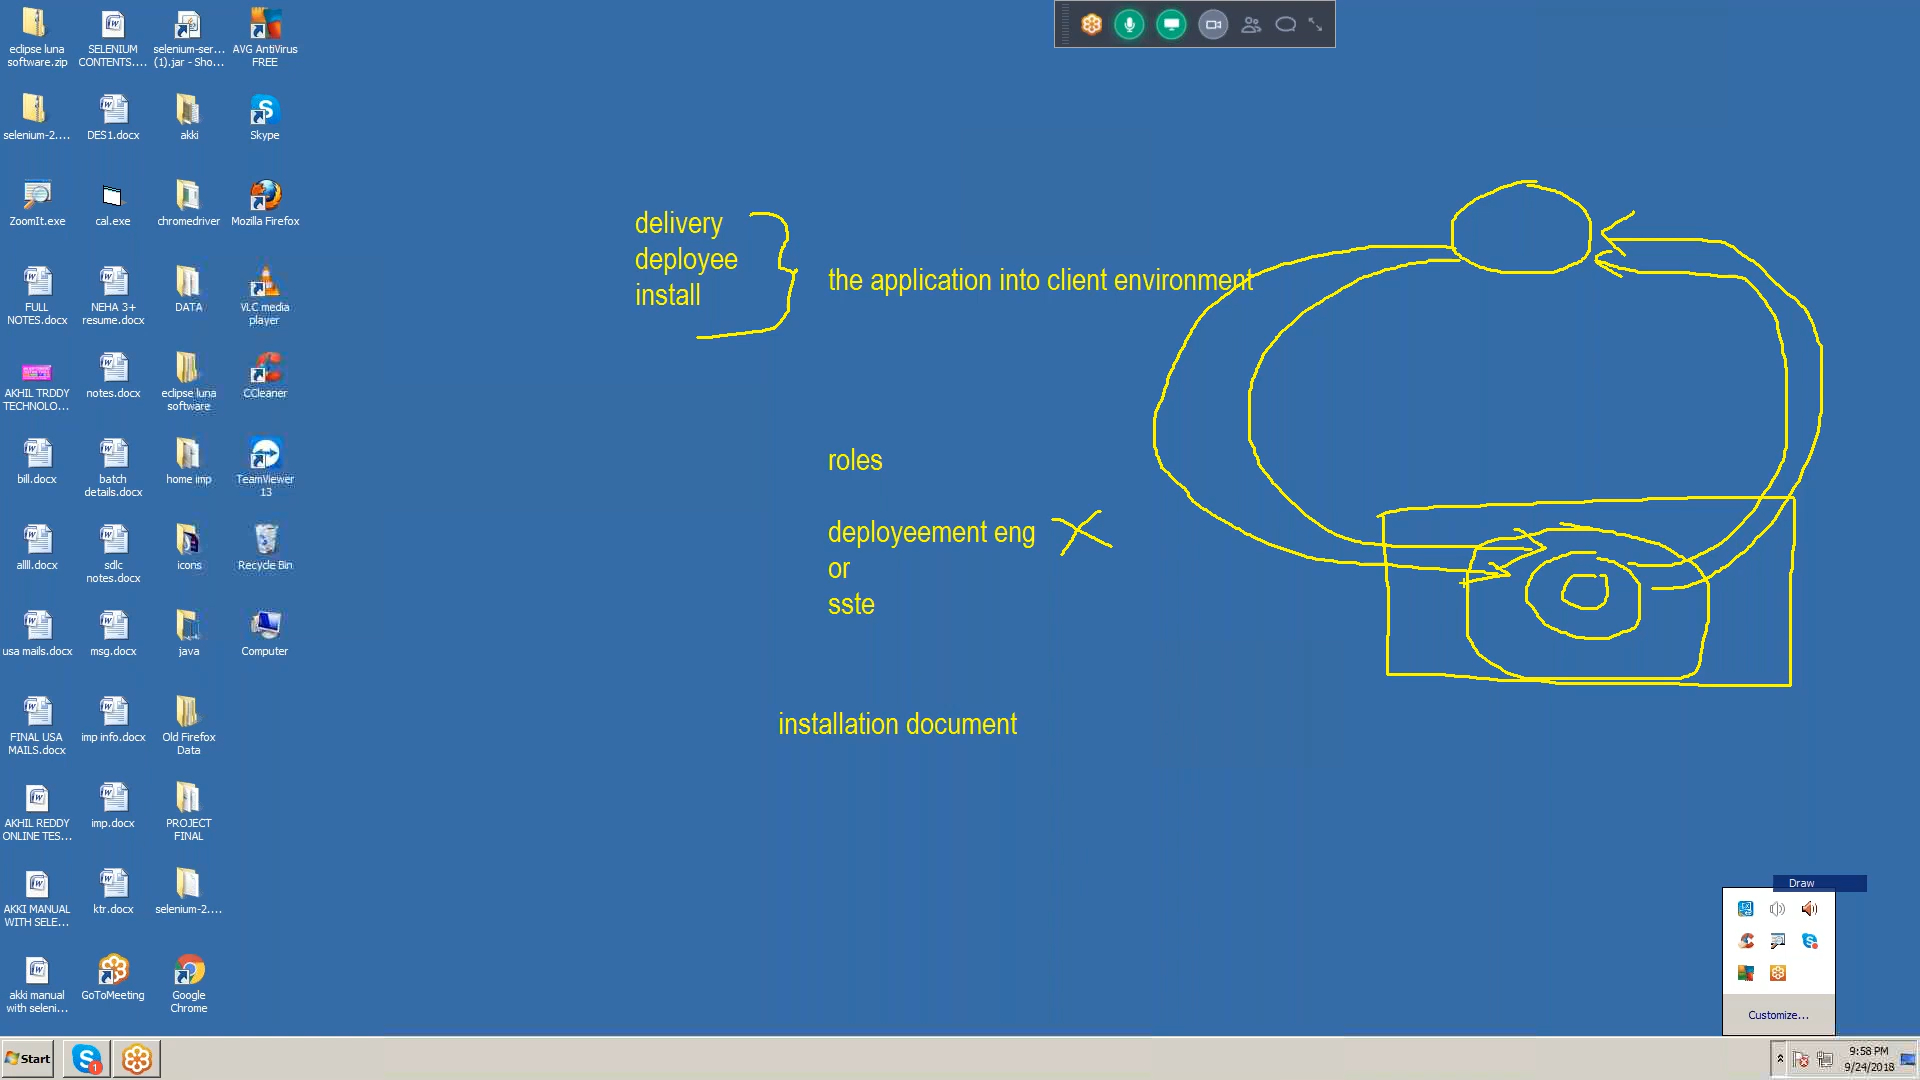 eclipse luna
software.zip
SELENIUM
CONTENTS....
selenium-ser...
(1).jar - Sho...
AVG AntiVirus
FREE
selenium-2....
DES1.docx
akki
Skype
ZoomIt.exe
cal.exe
chromedriver
Mozilla Firefox
FULL
NOTES.docx
NEHA 3+
resume.docx
DATA
VLC media
player
AKHIL TRDDY
TECHNOLO...
notes.docx
eclipse luna
software
CCleaner
bill.docx
batch
details.docx
home imp
TeamViewer
13
allll.docx
sdlc
notes.docx
icons
Recycle Bin
usa mails.docx
msg.docx
java
Computer
FINAL USA
MAILS.docx
imp info.docx
Old Firefox
Data
AKHIL REDDY
ONLINE TES...
imp.docx
PROJECT
FINAL
AKKI MANUAL
WITH SELE...
ktr.docx
selenium-2....
akki manual
with seleni...
GoToMeeting
Google
Chrome
delivery
deployee
install
the application into client environment
roles
deployeement eng
or
sste
installation document
Draw
Customize...
Start
1
9:58 PM
9/24/2018